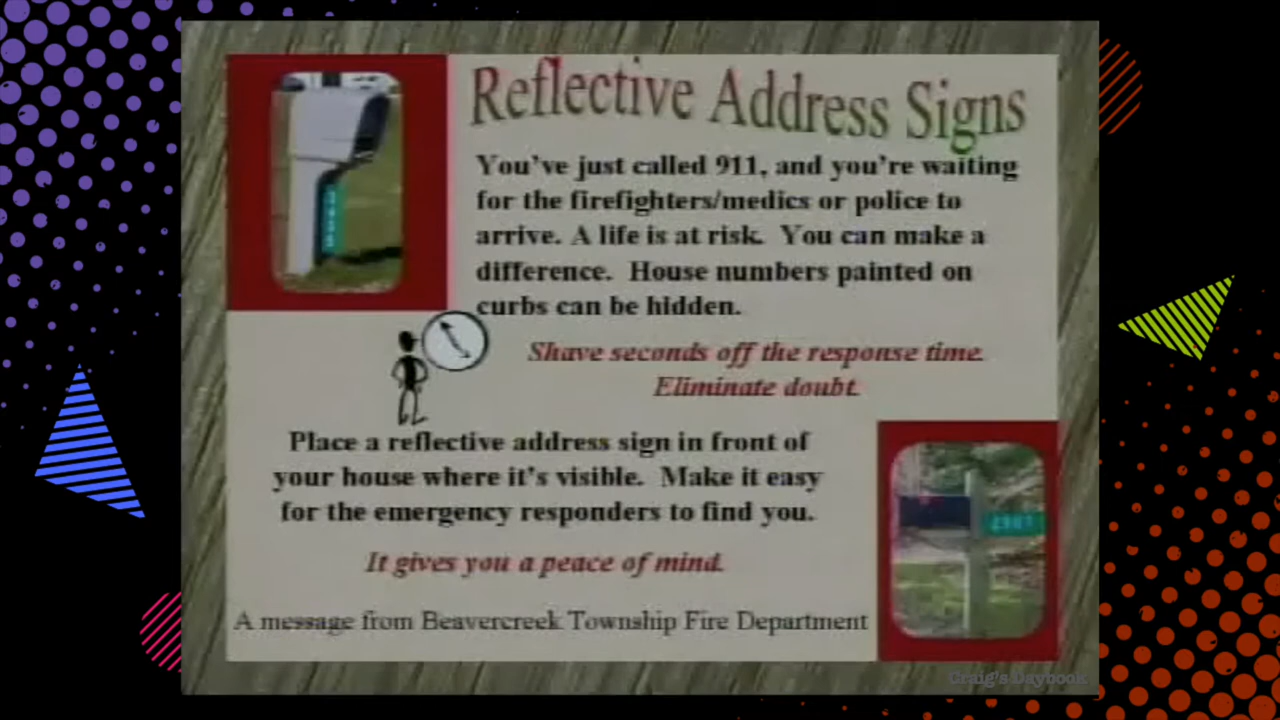 Reflective Address Signs
You've just called 911, and you're waiting
for the firefighters/medics or police to
arrive. A life is at risk. You can make a
difference. House numbers painted on
curbs can be hidden.
Shave seconds off the response time.
Eliminate doubt.
Place a reflective address sign in front of
your house where it's visible. Make it easy
for the emergency responders to find you.
It gives you a peace of mind.
A message from Beavercreek Township Fire Department
Craig's Daybook